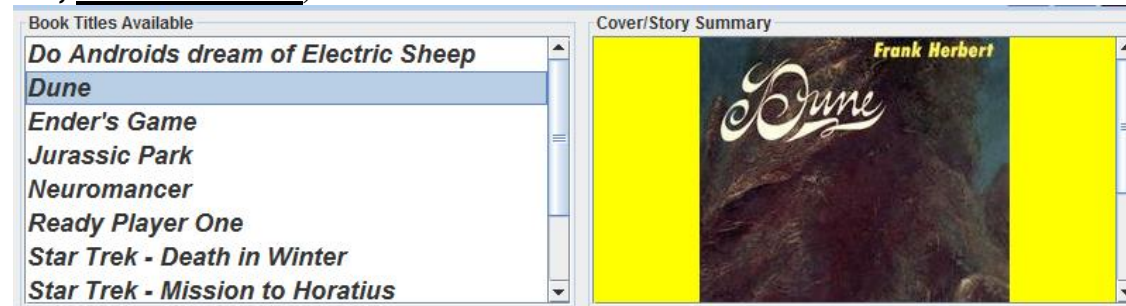 Book Titles Available
Do Androids dream of Electric Sheep
Dune
Ender's Game
Jurassic Park
Neuromancer
Ready Player One
Star Trek - Death in Winter
Star Trek - Mission to Horatius
Cover/Story Summary
Frank Herbert
Dune